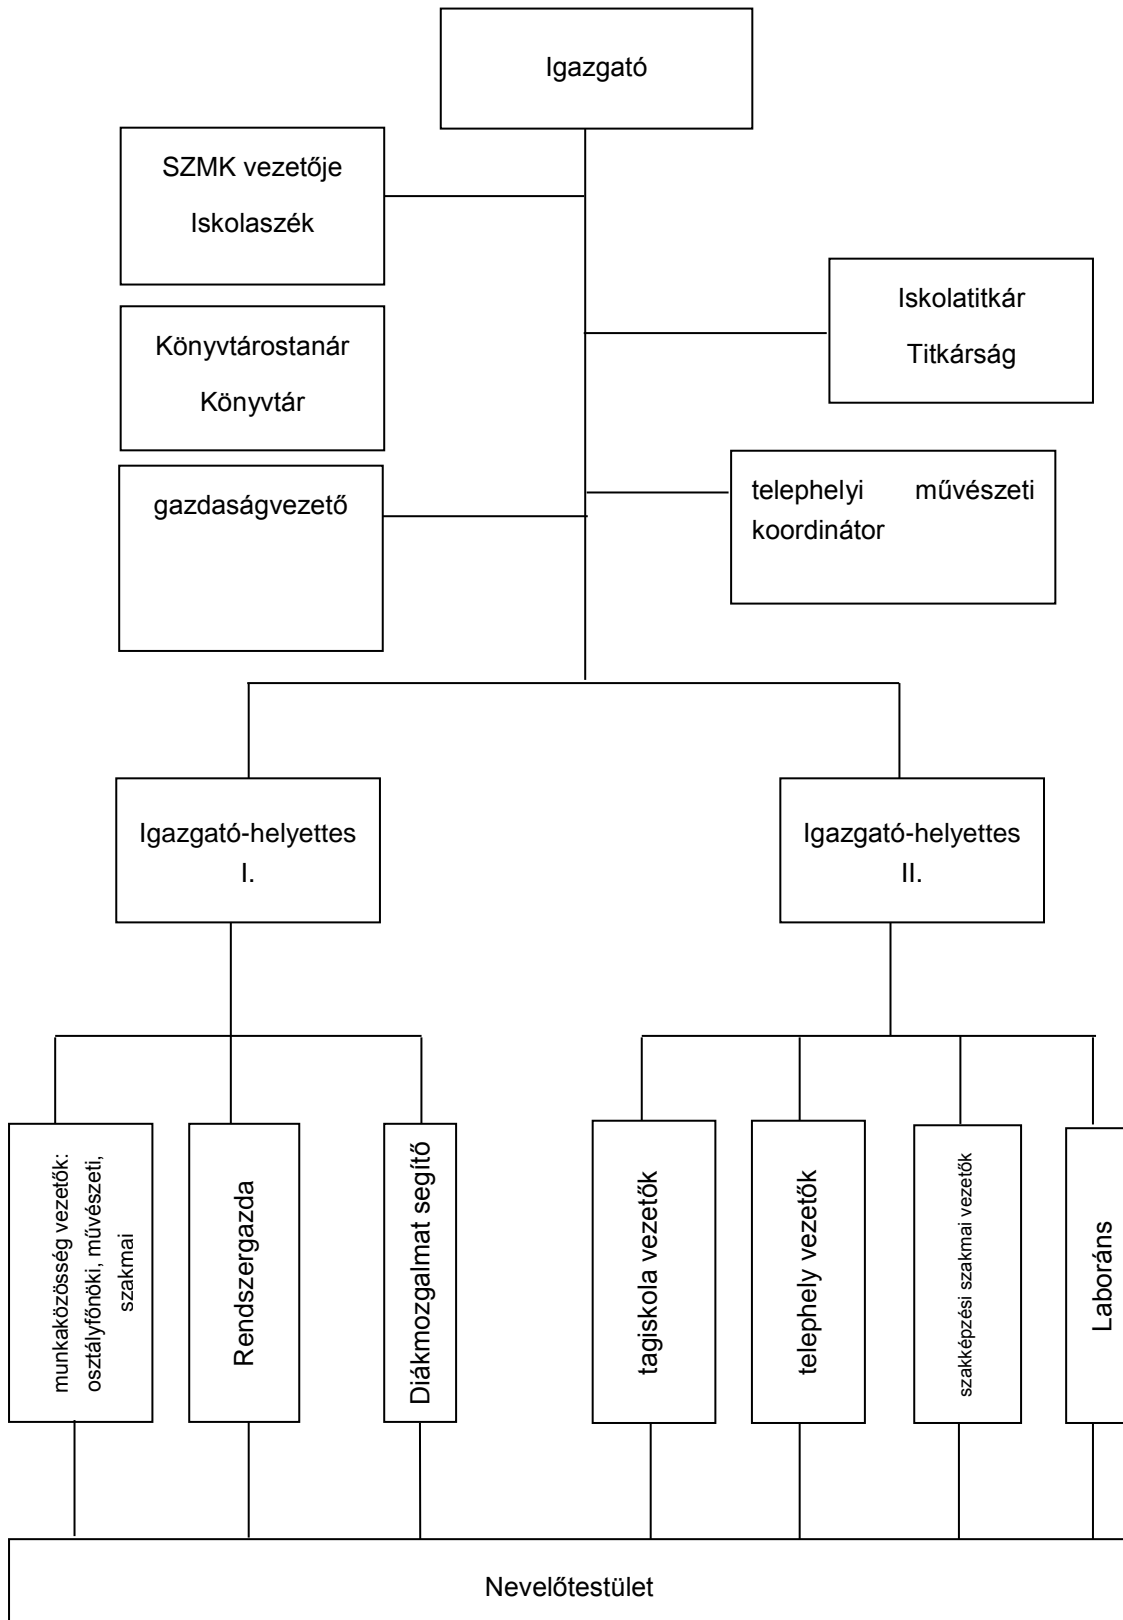 Igazgató
SZMK vezetője
Iskolaszék
Iskolatitkár
Titkárság
Könyvtárostanár
Könyvtár
gazdaságvezető
telephelyi művészeti
koordinátor
Igazgató-helyettes
I.
Igazgató-helyettes
II.
munkaközösség vezetők:
osztályfőnöki, művészeti,
szakmai
Rendszergazda
Diákmozgalmat segítő
tagiskola vezetők
telephely vezetők
szakképzési szakmai vezetők
Laboráns
Nevelőtestület